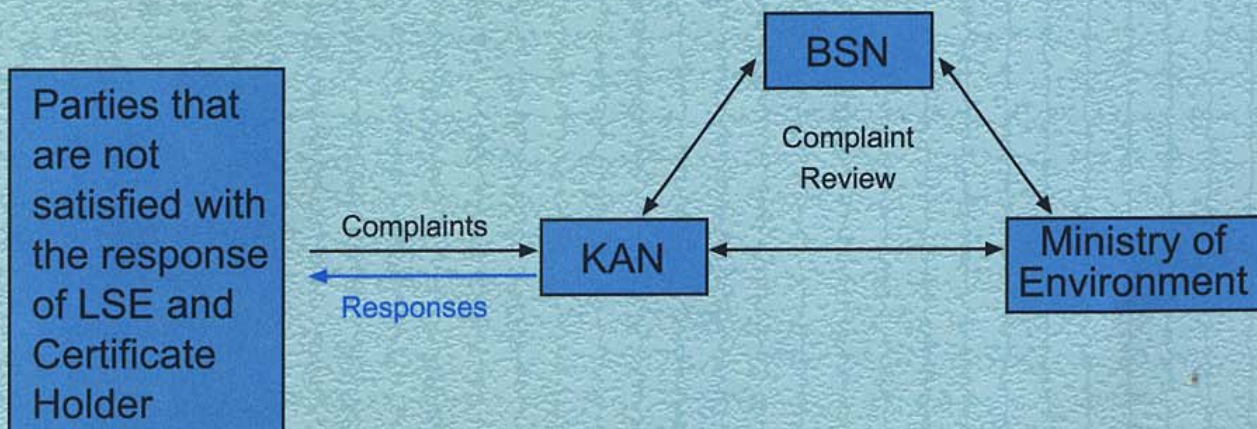 Parties that
are not
satisfied with
the response
of LSE and
Certificate
Holder
Complaints
Responses
KAN
BSN
Complaint
Review
Ministry of
Environment